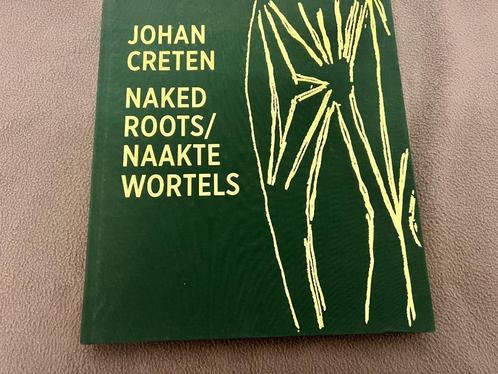 JOHAN
CRETEN
NAKED
ROOTS/
NAAKTE
WORTELS